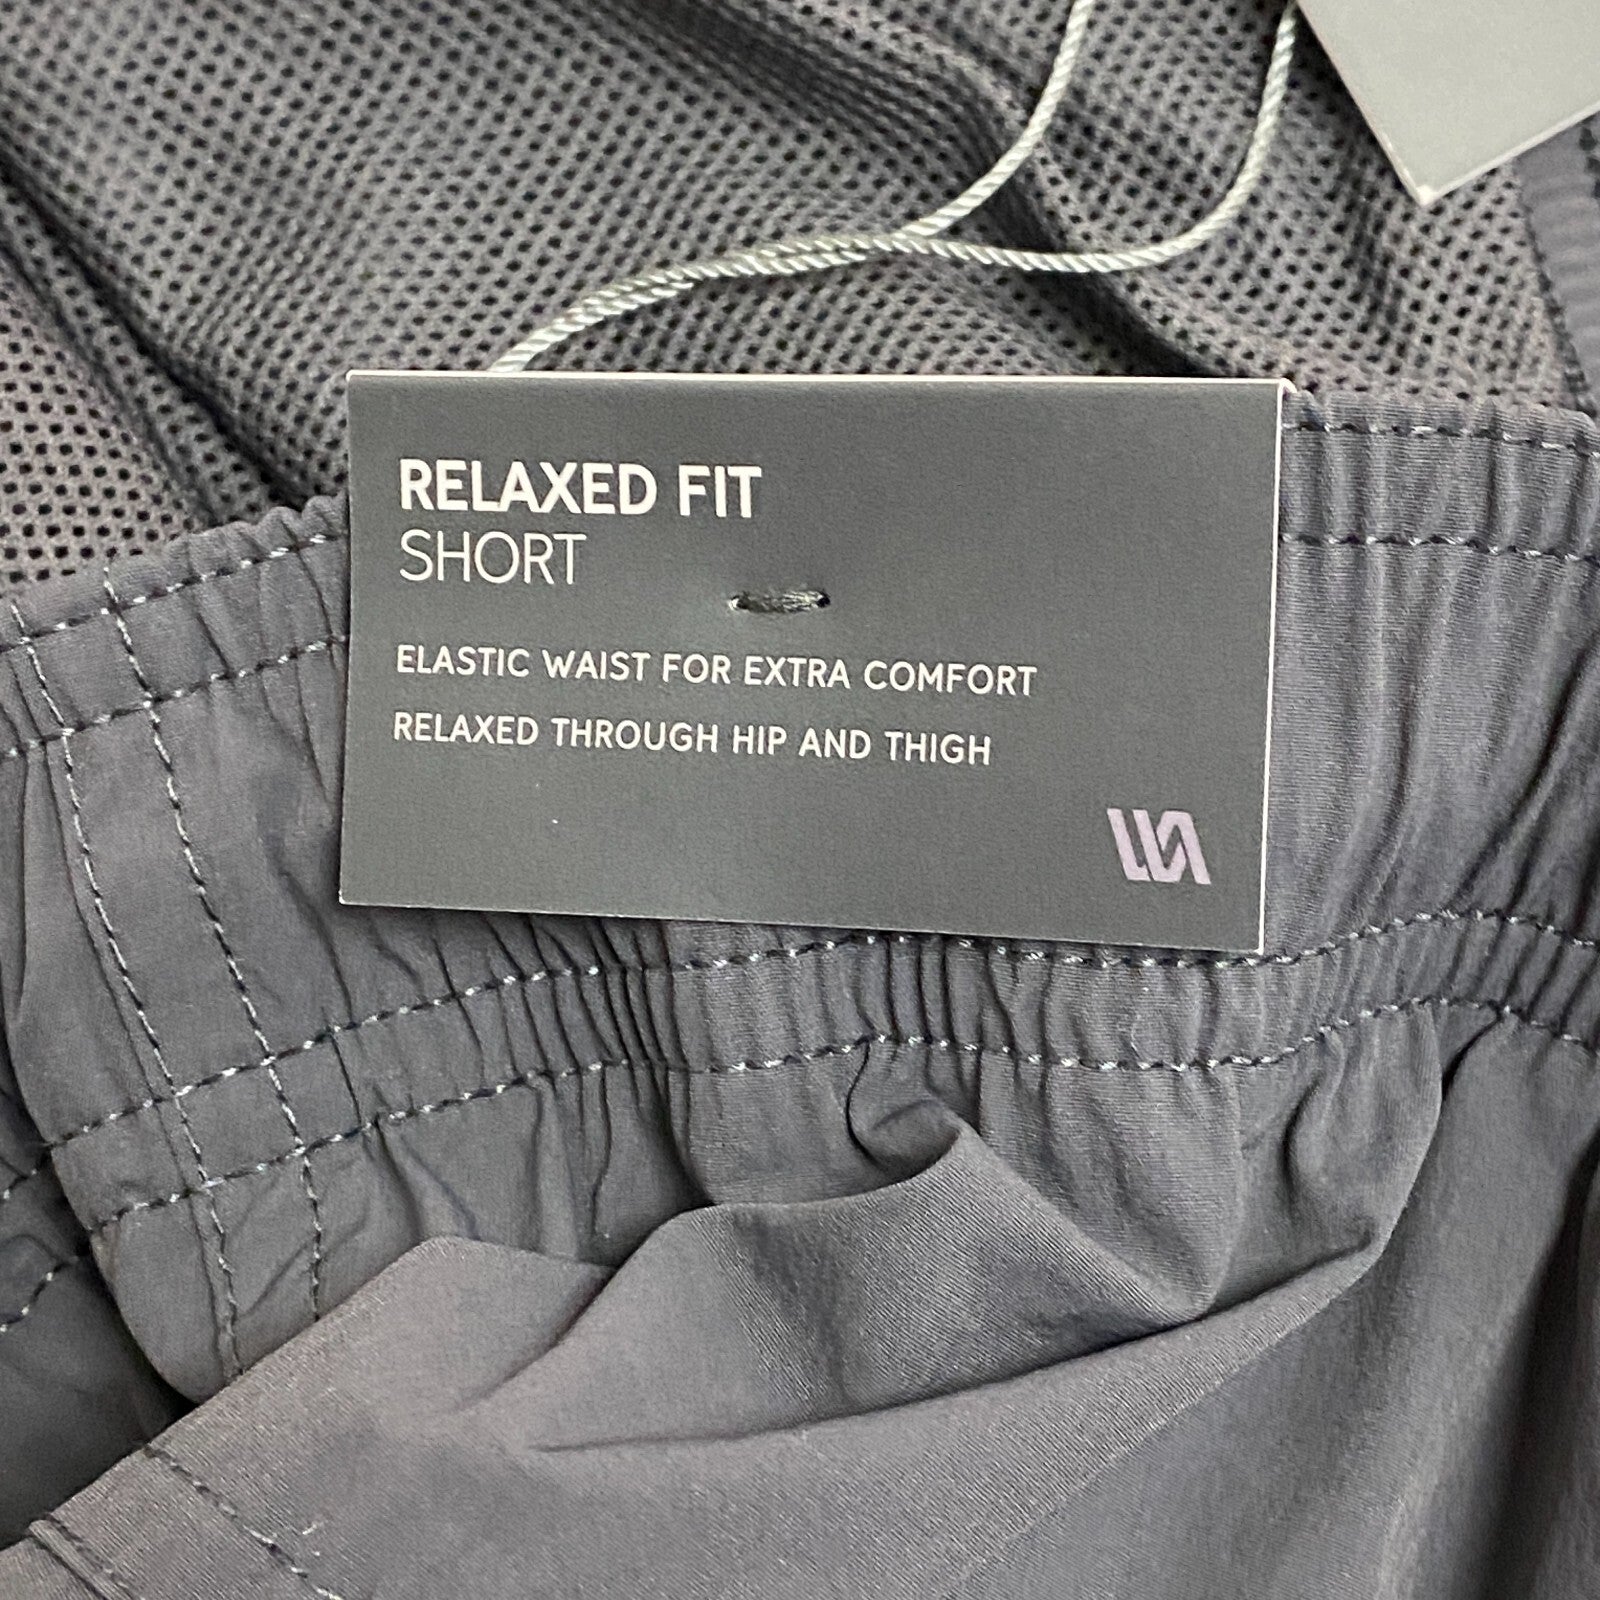 RELAXED FIT
SHORT
ELASTIC WAIST FOR EXTRA COMFORT
RELAXED THROUGH HIP AND THIGH